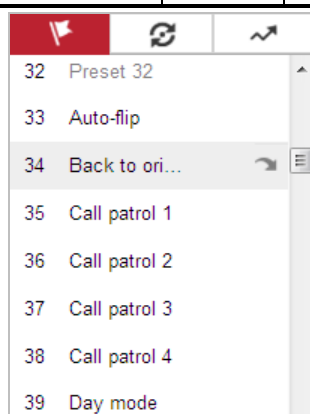 32 Preset 32
33 Auto-flip
34 Back to ori...
35 Call patrol 1
36 Call patrol 2
37 Call patrol 3
38 Call patrol 4
39 Day mode